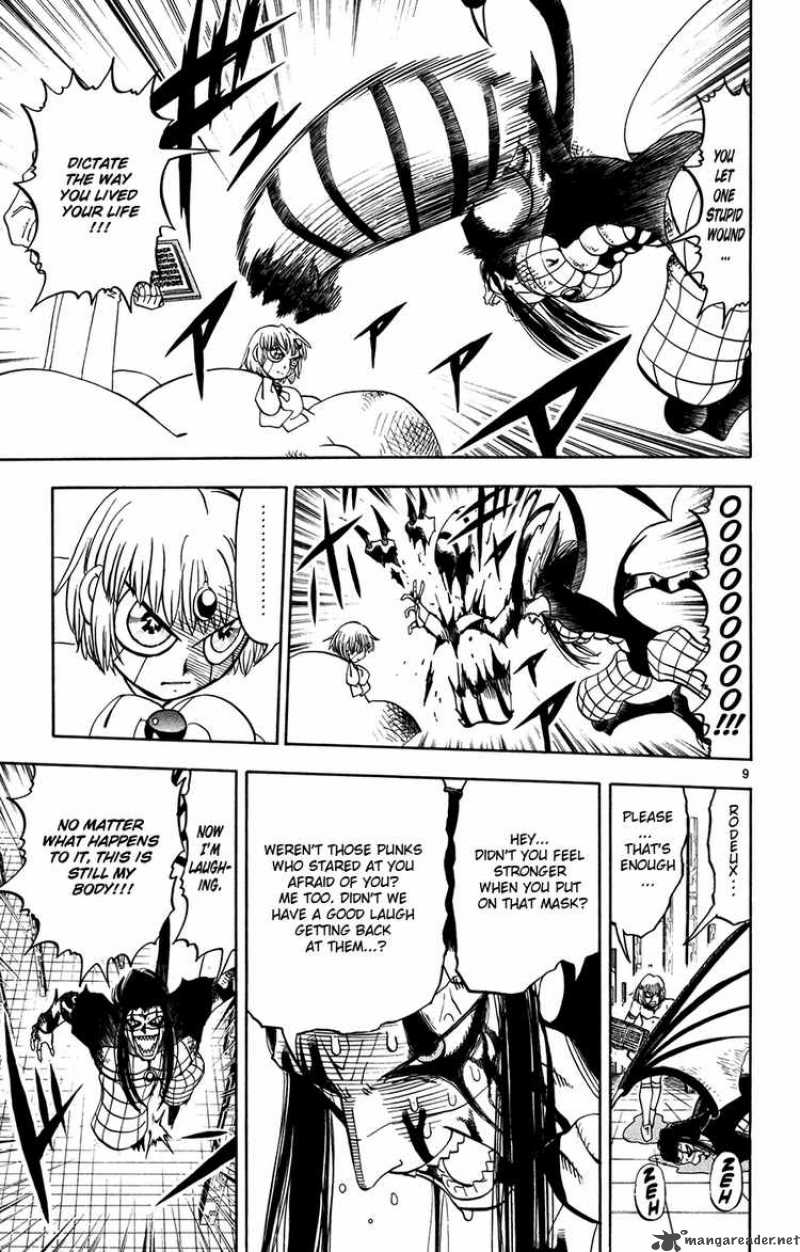 YOU
LET
ONE
STUPID
WOUND
...
DICTATE
THE WAY
YOU LIVED
YOUR LIFE
!!!
OOOOOOOOOO!!!
..........
9
RODEUX...
PLEASE
...
THAT'S
ENOUGH
...
ZEH
ZEH
HEY...
DIDN'T YOU FEEL
STRONGER
WHEN YOU PUT
ON THAT MASK?
WEREN'T THOSE PUNKS
WHO STARED AT YOU
AFRAID OF YOU?
ME TOO. DIDN'T WE
HAVE A GOOD LAUGH
GETTING BACK
AT THEM...?
NOW
I'M
LAUGH-
ING.
NO MATTER
WHAT HAPPENS
TO IT, THIS IS
STILL MY
BODY!!!
mangareader.net